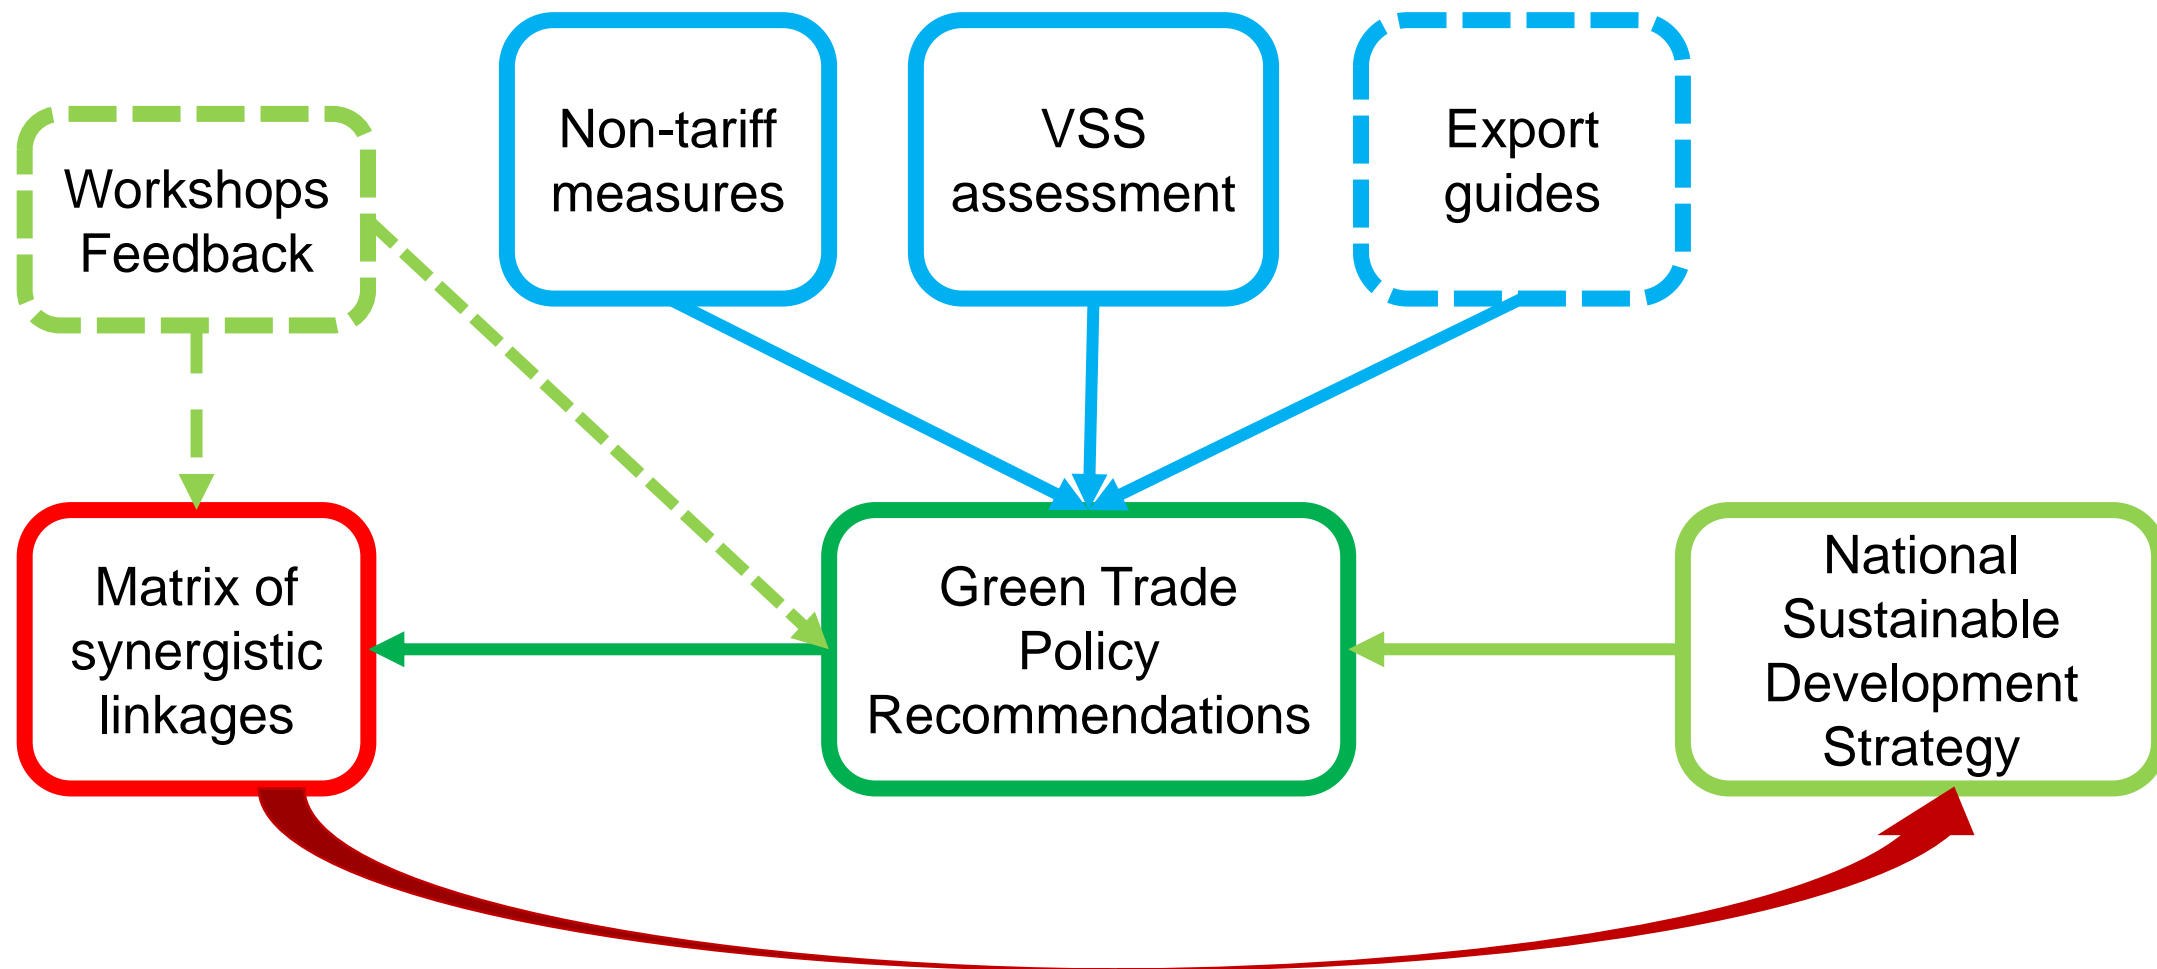 Workshops
Feedback
Non-tariff
measures
VSS
assessment
Export
guides
Matrix of
synergistic
linkages
Green Trade
Policy
Recommendations
National
Sustainable
Development
Strategy